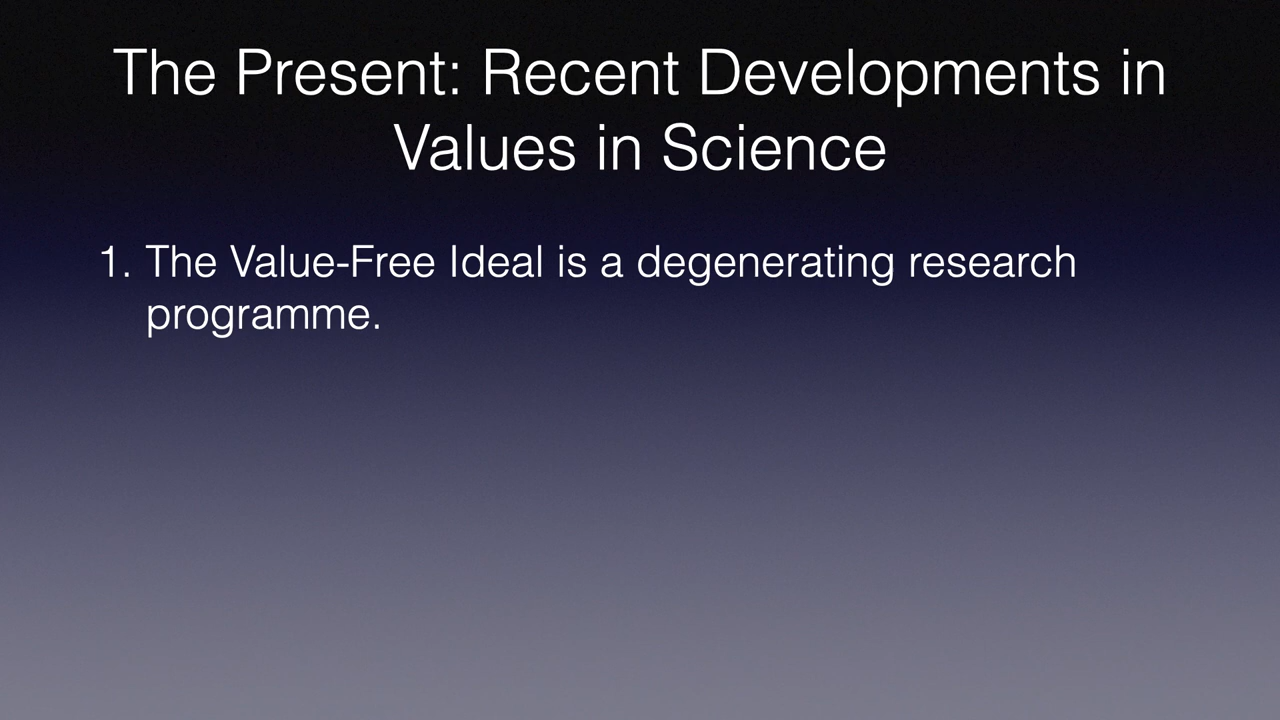 The Present: Recent Developments in
Values in Science
1. The Value-Free Ideal is a degenerating research
programme.